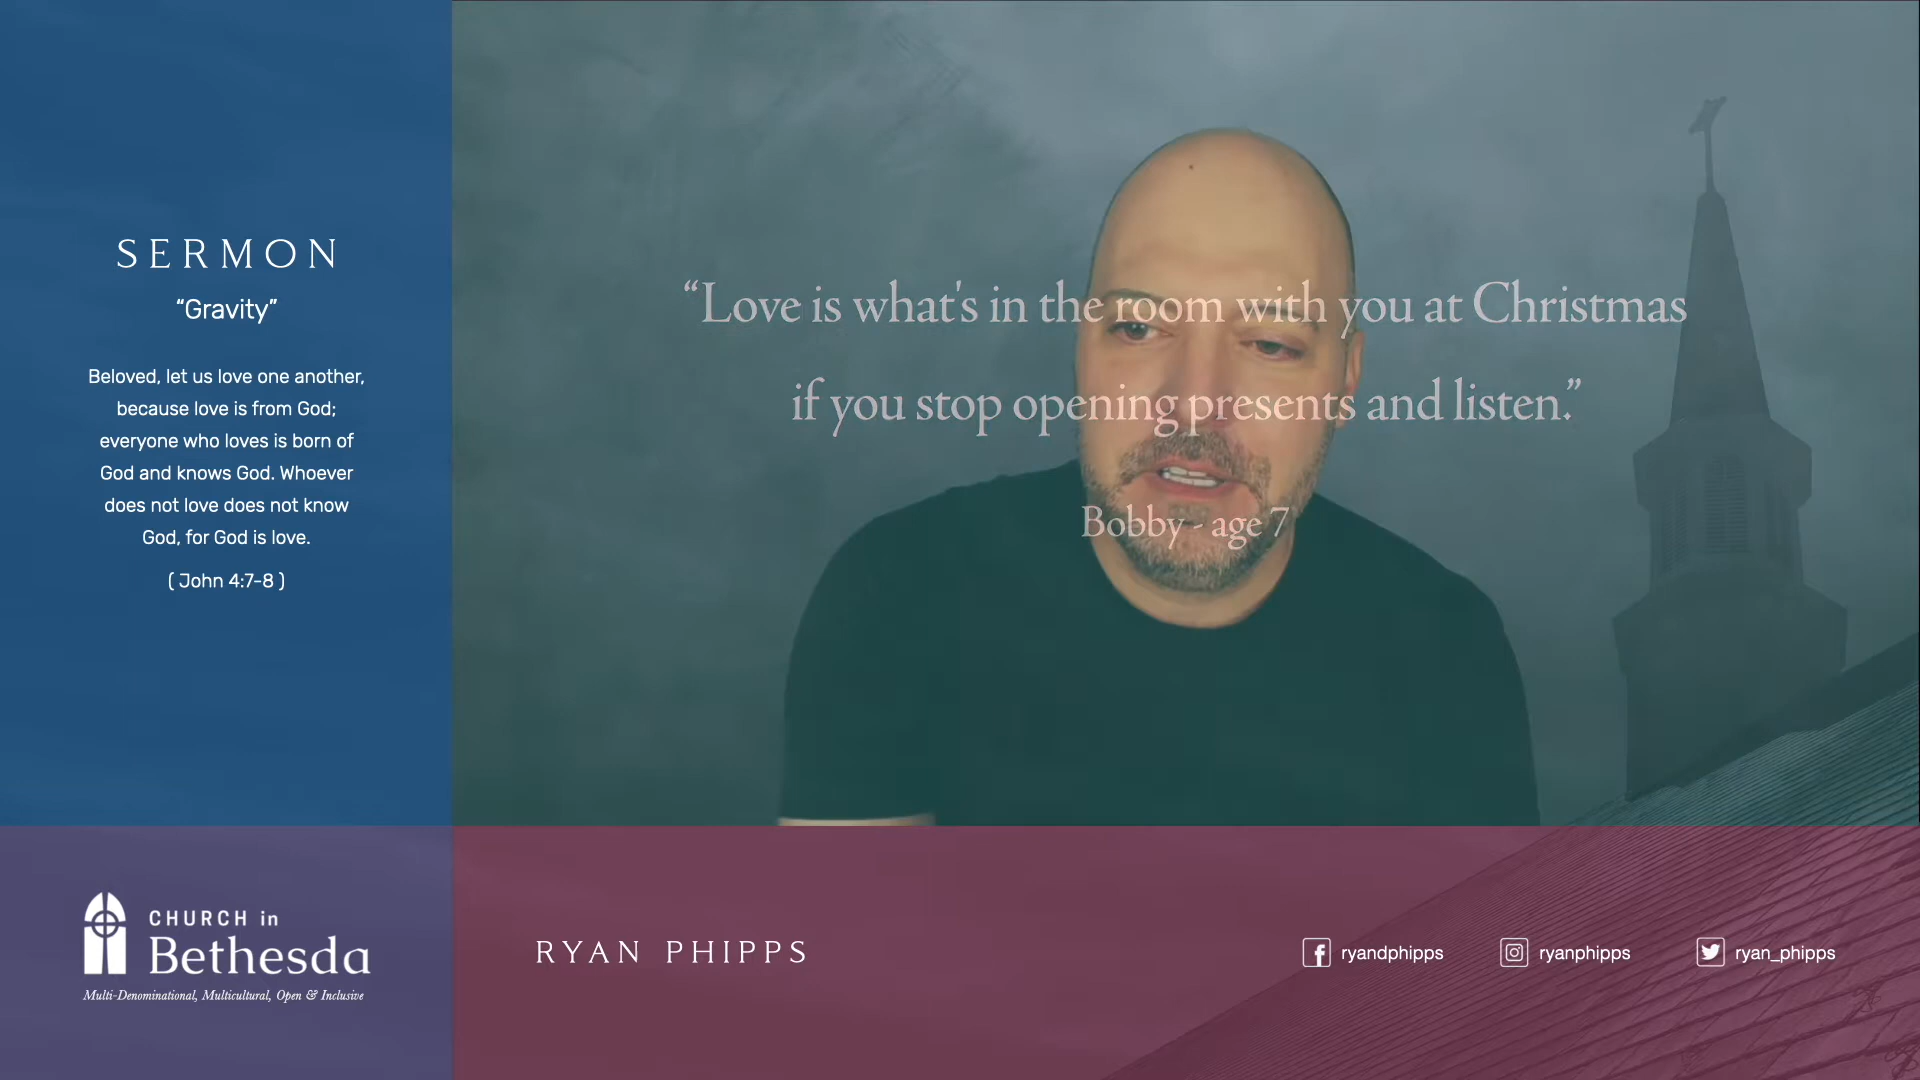 SERMON
“Gravity”
Beloved, let us love one another,
because love is from God;
everyone who loves is born of
God and knows God. Whoever
does not love does not know
God, for God is love.
( John 4:7-8 )
“Love is what's in the room with you at Christmas
if you stop opening presents and listen.”
Bobby - age 7
CHURCH in
Bethesda
Multi-Denominational, Multicultural, Open & Inclusive
RYAN PHIPPS
ryandphipps
ryanphipps
ryan_phipps